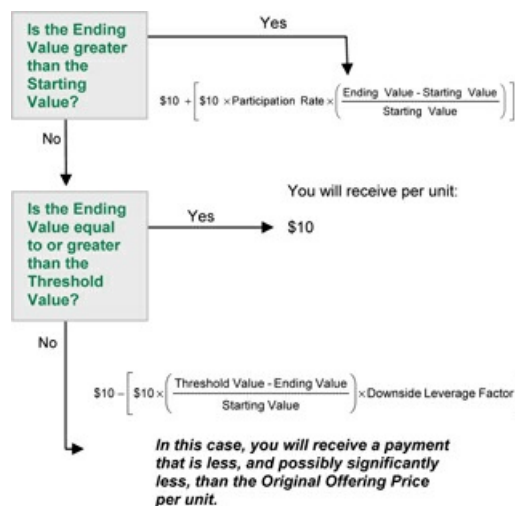 Is the Ending
Value greater
than the
Starting
Value?
Yes
$10 + [ $10 × Participation Rate × ( Ending Value - Starting Value
Starting Value ) ]
No
Is the Ending
Value equal
to or greater
than the
Threshold
Value?
Yes
You will receive per unit:
$10
No
$10 – [ $10 × ( Threshold Value - Ending Value
Starting Value ) × Downside Leverage Factor
In this case, you will receive a payment
that is less, and possibly significantly
less, than the Original Offering Price
per unit.